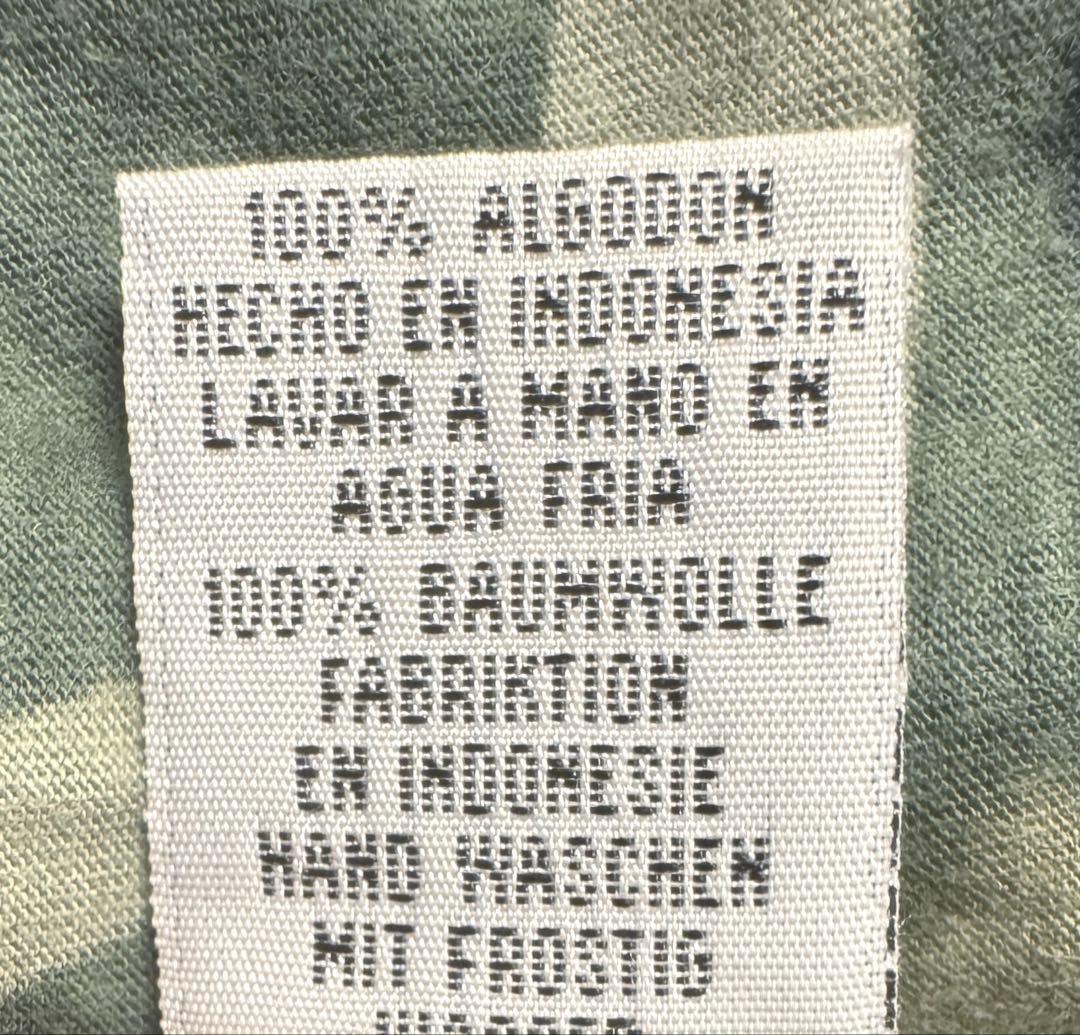 100% ALGODON
HECHO EN INDONESIA
LAVAR A MANO EN
AGUA FRIA
100% BAUMWOLLE
FABRIKTION
EN INDONESIE
HAND WASCHEN
MIT FROSTIG